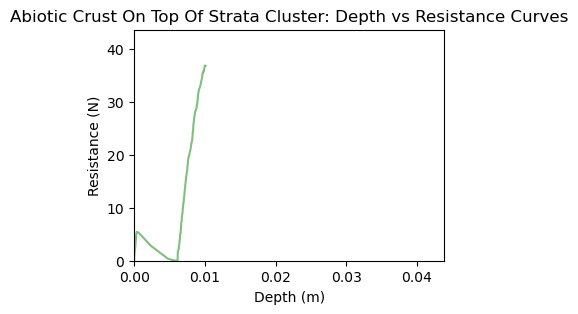 Abiotic Crust On Top Of Strata Cluster: Depth vs Resistance Curves
40
30
20
10
0
Resistance (N)
0.00 0.01 0.02 0.03 0.04
Depth (m)